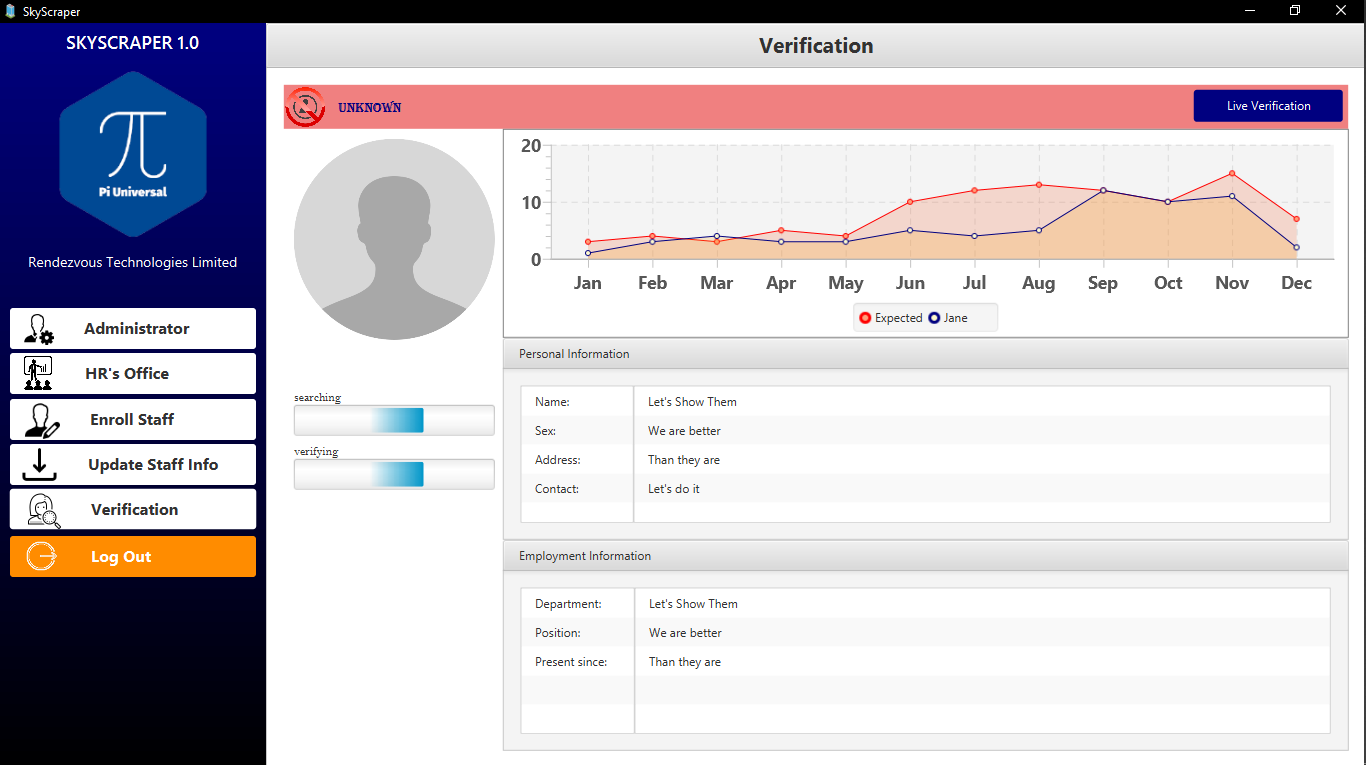 SkyScraper
SKYSCRAPER 1.0
π
Pi Universal
Rendezvous Technologies Limited
Administrator
HR's Office
Enroll Staff
Update Staff Info
Verification
Log Out
Verification
UNKNOWN
Live Verification
searching
verifying
20
10
0
Jan Feb Mar Apr May Jun Jul Aug Sep Oct Nov Dec
Expected Jane
Personal Information
Name: Let's Show Them
Sex: We are better
Address: Than they are
Contact: Let's do it
Employment Information
Department: Let's Show Them
Position: We are better
Present since: Than they are